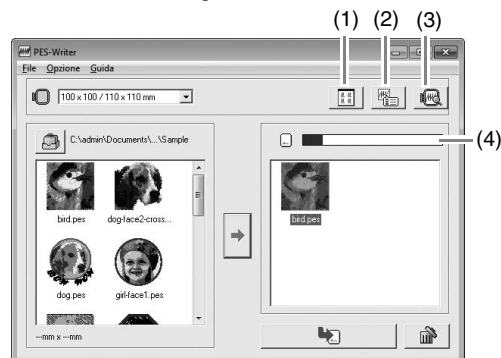 (1) (2) (3)
PES-Writer
File Opzione Guida
100 x 100 / 110 x 110 mm
(4)
C:\admin\Documents\...\Sample
bird.pes dog-face2-cross...
bird.pes
dog.pes girl-face1.pes
---mm x ---mm